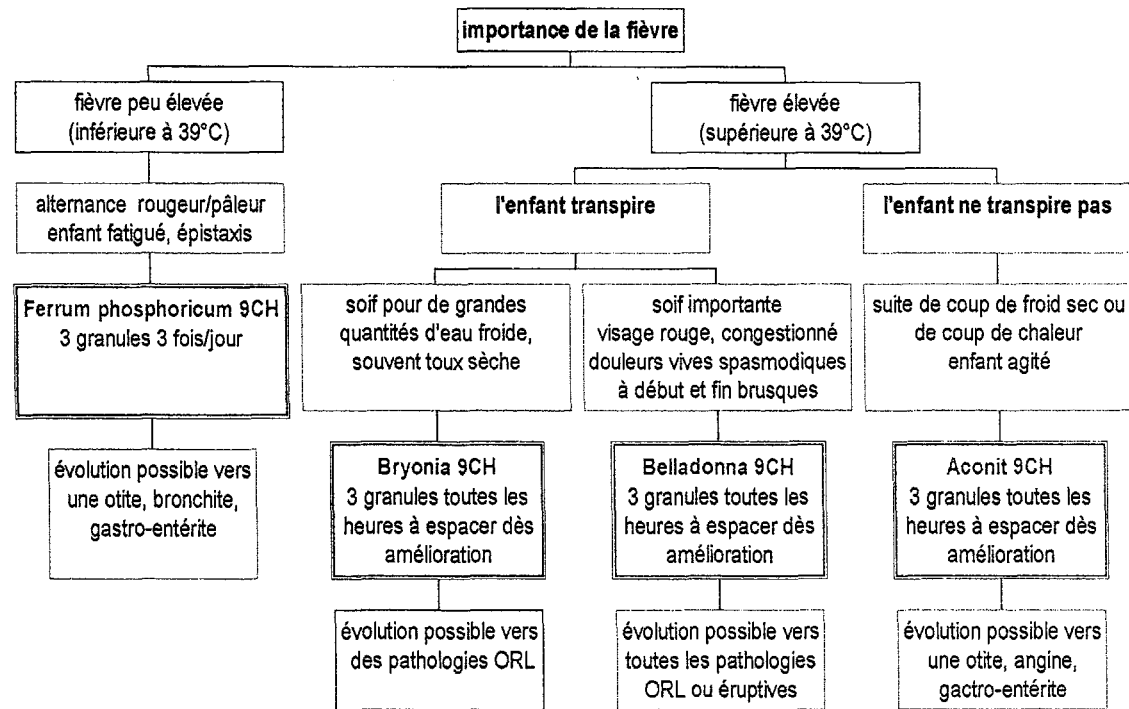 importance de la fièvre
fièvre peu élevée
(inférieure à 39°C)
fièvre élevée
(supérieure à 39°C)
alternance rougeur/pâleur
enfant fatigué, épistaxis
l'enfant transpire
l'enfant ne transpire pas
Ferrum phosphoricum 9CH
3 granules 3 fois/jour
soif pour de grandes
quantités d'eau froide,
souvent toux sèche
soif importante
visage rouge, congestionné
douleurs vives spasmodiques
à début et fin brusques
suite de coup de froid sec ou
de coup de chaleur
enfant agité
évolution possible vers
une otite, bronchite,
gastro-entérite
Bryonia 9CH
3 granules toutes les
heures à espacer dès
amélioration
Belladonna 9CH
3 granules toutes les
heures à espacer dès
amélioration
Aconit 9CH
3 granules toutes les
heures à espacer dès
amélioration
évolution possible vers
des pathologies ORL
évolution possible vers
toutes les pathologies
ORL ou éruptives
évolution possible vers
une otite, angine,
gactro-entérite